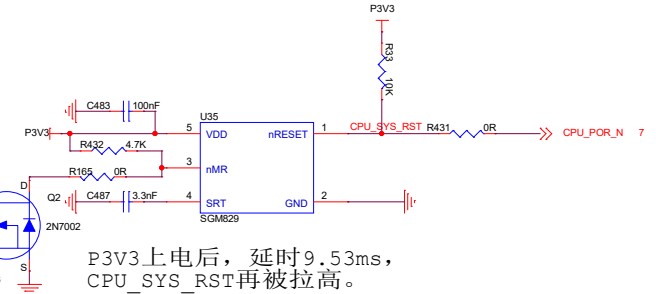 P3V3
R33
10K
C483 100nF
U35
P3V3
5 VDD nRESET 1 CPU_SYS_RST R431 0R CPU_POR_N 7
R432 4.7K
3 nMR
R165 0R
D
Q2 C487 3.3nF 4 SRT GND 2
SGM829
2N7002
S
P3V3上电后，延时9.53ms，
CPU_SYS_RST再被拉高。